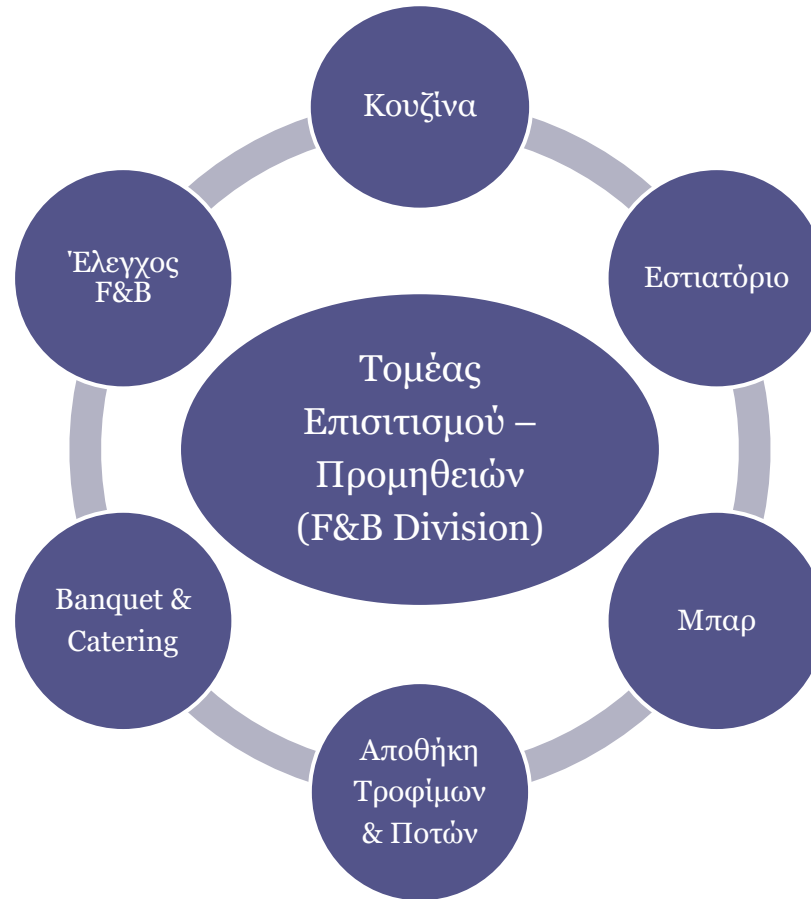 Κουζίνα
Εστιατόριο
Μπαρ
Αποθήκη
Τροφίμων
& Ποτών
Banquet &
Catering
Έλεγχος
F&B
Τομέας
Επισιτισμού –
Προμηθειών
(F&B Division)